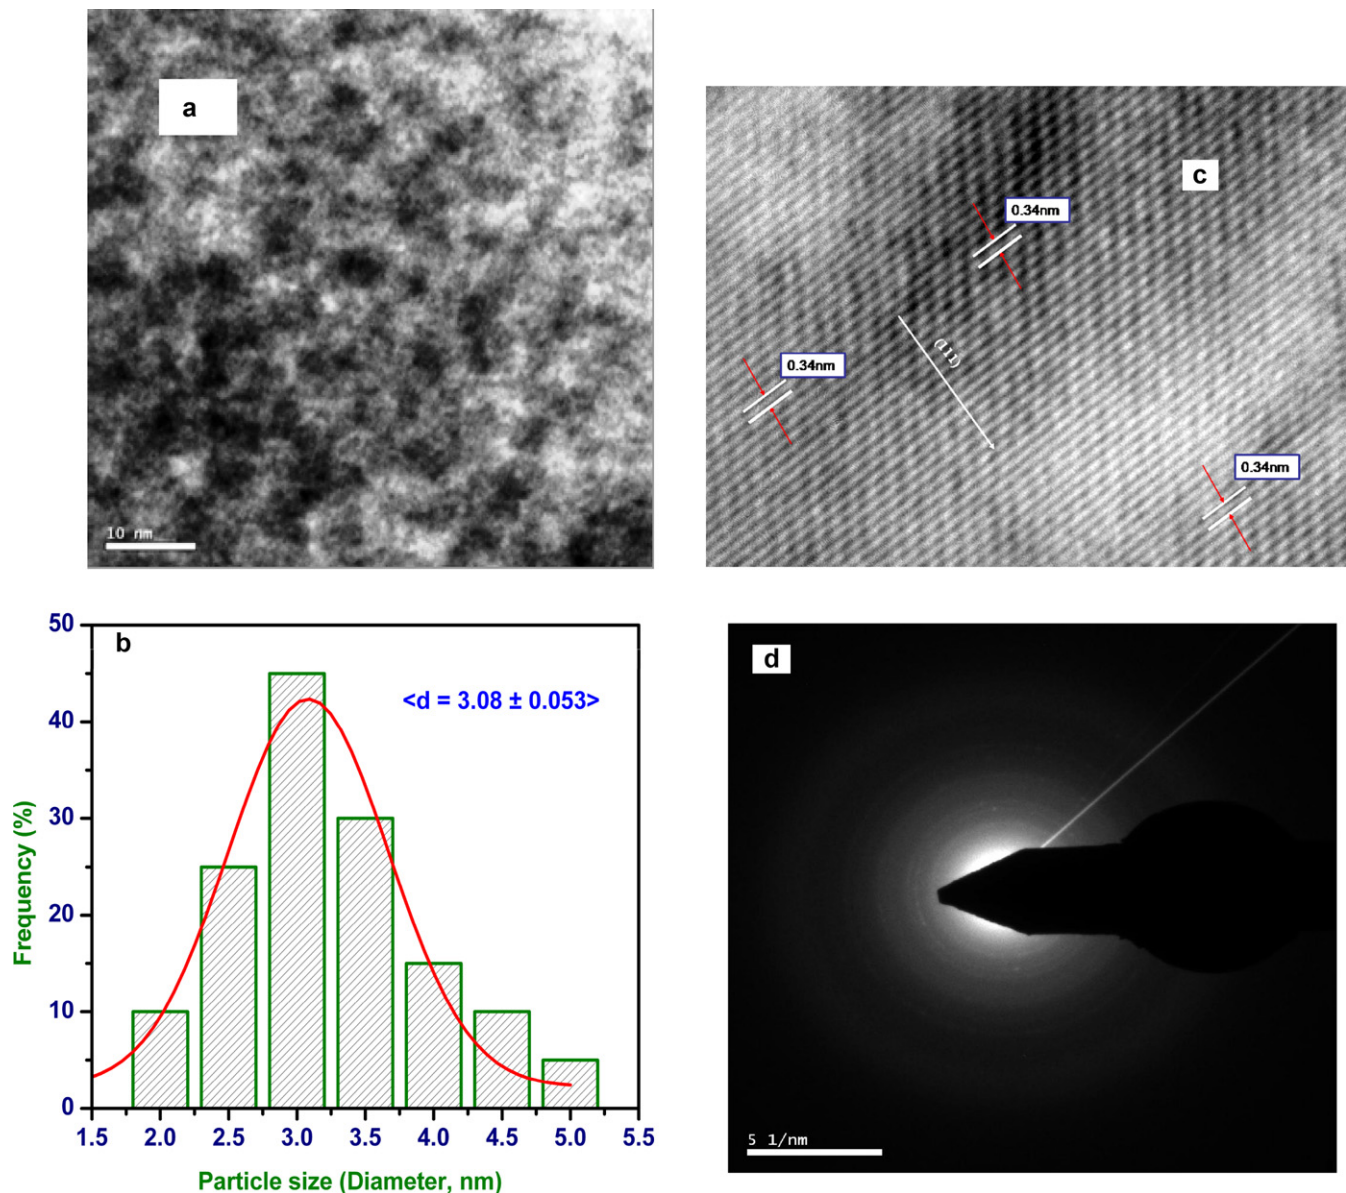 a
10 nm
c
0.34nm
(111)
0.34nm
0.34nm
b
<d = 3.08 ± 0.053>
50
40
30
20
10
0
Frequency (%)
1.5 2.0 2.5 3.0 3.5 4.0 4.5 5.0 5.5
Particle size (Diameter, nm)
d
5 1/nm